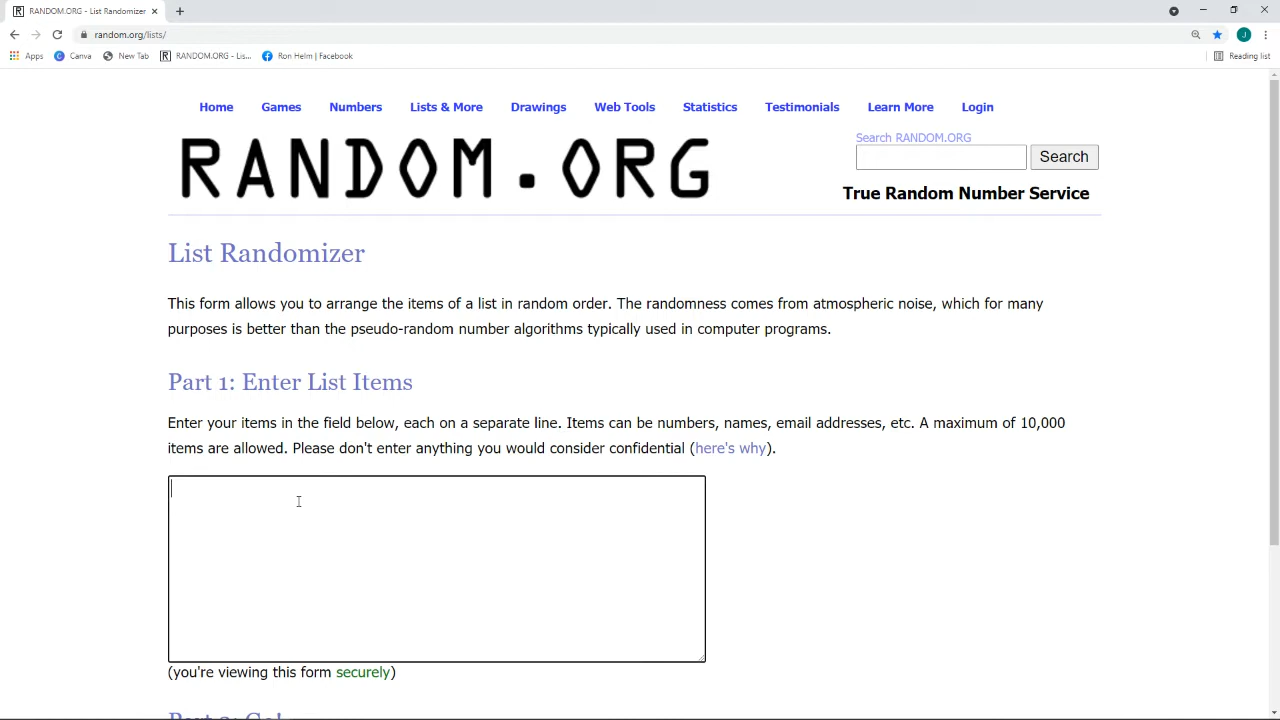 RANDOM.ORG - List Randomizer
random.org/lists/
Apps Canva New Tab RANDOM.ORG - Lis... Ron Helm | Facebook Reading list
Home Games Numbers Lists & More Drawings Web Tools Statistics Testimonials Learn More Login
RANDOM.ORG
Search RANDOM.ORG
Search
True Random Number Service
List Randomizer
This form allows you to arrange the items of a list in random order. The randomness comes from atmospheric noise, which for many
purposes is better than the pseudo-random number algorithms typically used in computer programs.
Part 1: Enter List Items
Enter your items in the field below, each on a separate line. Items can be numbers, names, email addresses, etc. A maximum of 10,000
items are allowed. Please don't enter anything you would consider confidential (here's why).
(you're viewing this form securely)
Part 2: Go!